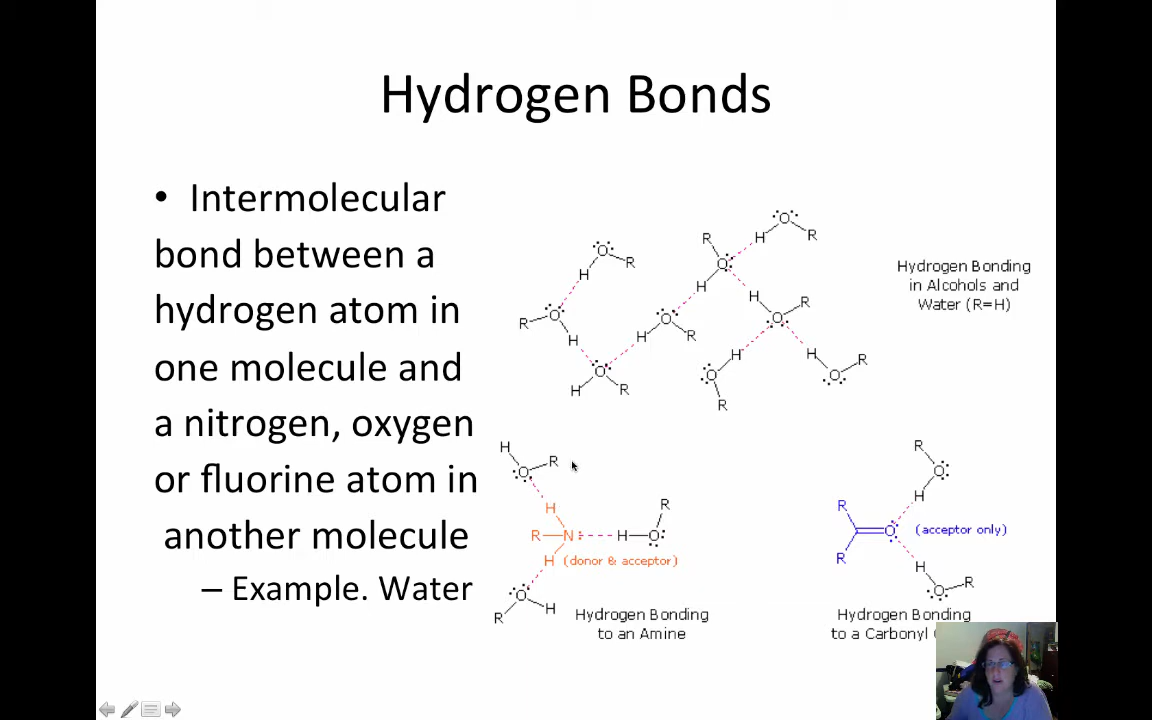 Hydrogen Bonds
• Intermolecular
bond between a
hydrogen atom in
one molecule and
a nitrogen, oxygen
or fluorine atom in
another molecule
– Example. Water
O
H
R
O
R
H
O
H
R
O
H
R
R
O
H
H
O
R
H
O
R
H
O
R
H
O
R
Hydrogen Bonding
in Alcohols and
Water (R=H)
H
O
R
H
R
N
H
H
O
R
(donor & acceptor)
O
R
H
Hydrogen Bonding
to an Amine
R
O
H
R
O
R
(acceptor only)
H
O
R
Hydrogen Bonding
to a Carbonyl